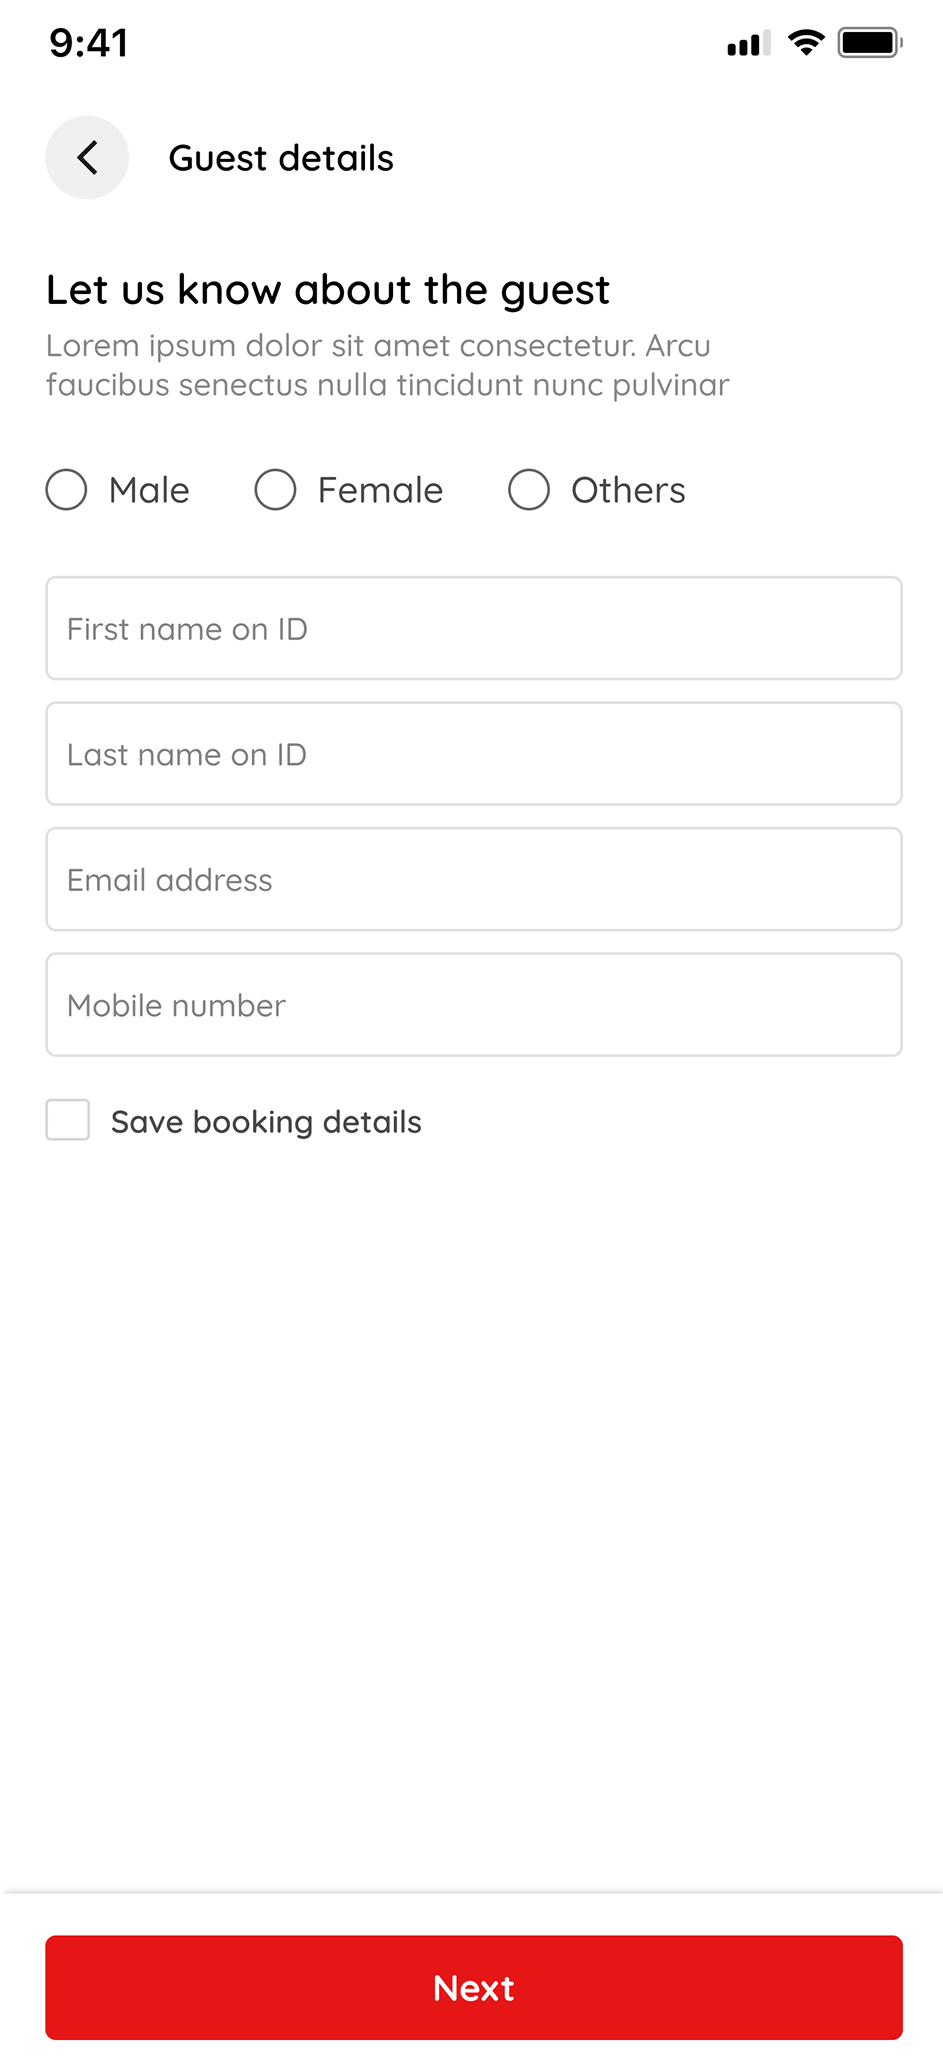 9:41
Guest details
Let us know about the guest
Lorem ipsum dolor sit amet consectetur. Arcu
faucibus senectus nulla tincidunt nunc pulvinar
Male Female Others
First name on ID
Last name on ID
Email address
Mobile number
Save booking details
Next